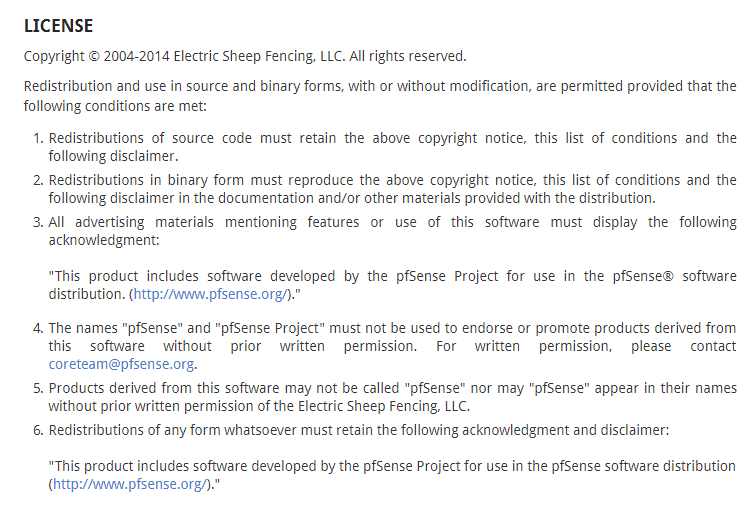 LICENSE
Copyright © 2004-2014 Electric Sheep Fencing, LLC. All rights reserved.
Redistribution and use in source and binary forms, with or without modification, are permitted provided that the
following conditions are met:
1. Redistributions of source code must retain the above copyright notice, this list of conditions and the
following disclaimer.
2. Redistributions in binary form must reproduce the above copyright notice, this list of conditions and the
following disclaimer in the documentation and/or other materials provided with the distribution.
3. All advertising materials mentioning features or use of this software must display the following
acknowledgment:
"This product includes software developed by the pfSense Project for use in the pfSense® software
distribution. (http://www.pfsense.org/)."
4. The names "pfSense" and "pfSense Project" must not be used to endorse or promote products derived from
this software without prior written permission. For written permission, please contact
coreteam@pfsense.org.
5. Products derived from this software may not be called "pfSense" nor may "pfSense" appear in their names
without prior written permission of the Electric Sheep Fencing, LLC.
6. Redistributions of any form whatsoever must retain the following acknowledgment and disclaimer:
"This product includes software developed by the pfSense Project for use in the pfSense software distribution
(http://www.pfsense.org/)."